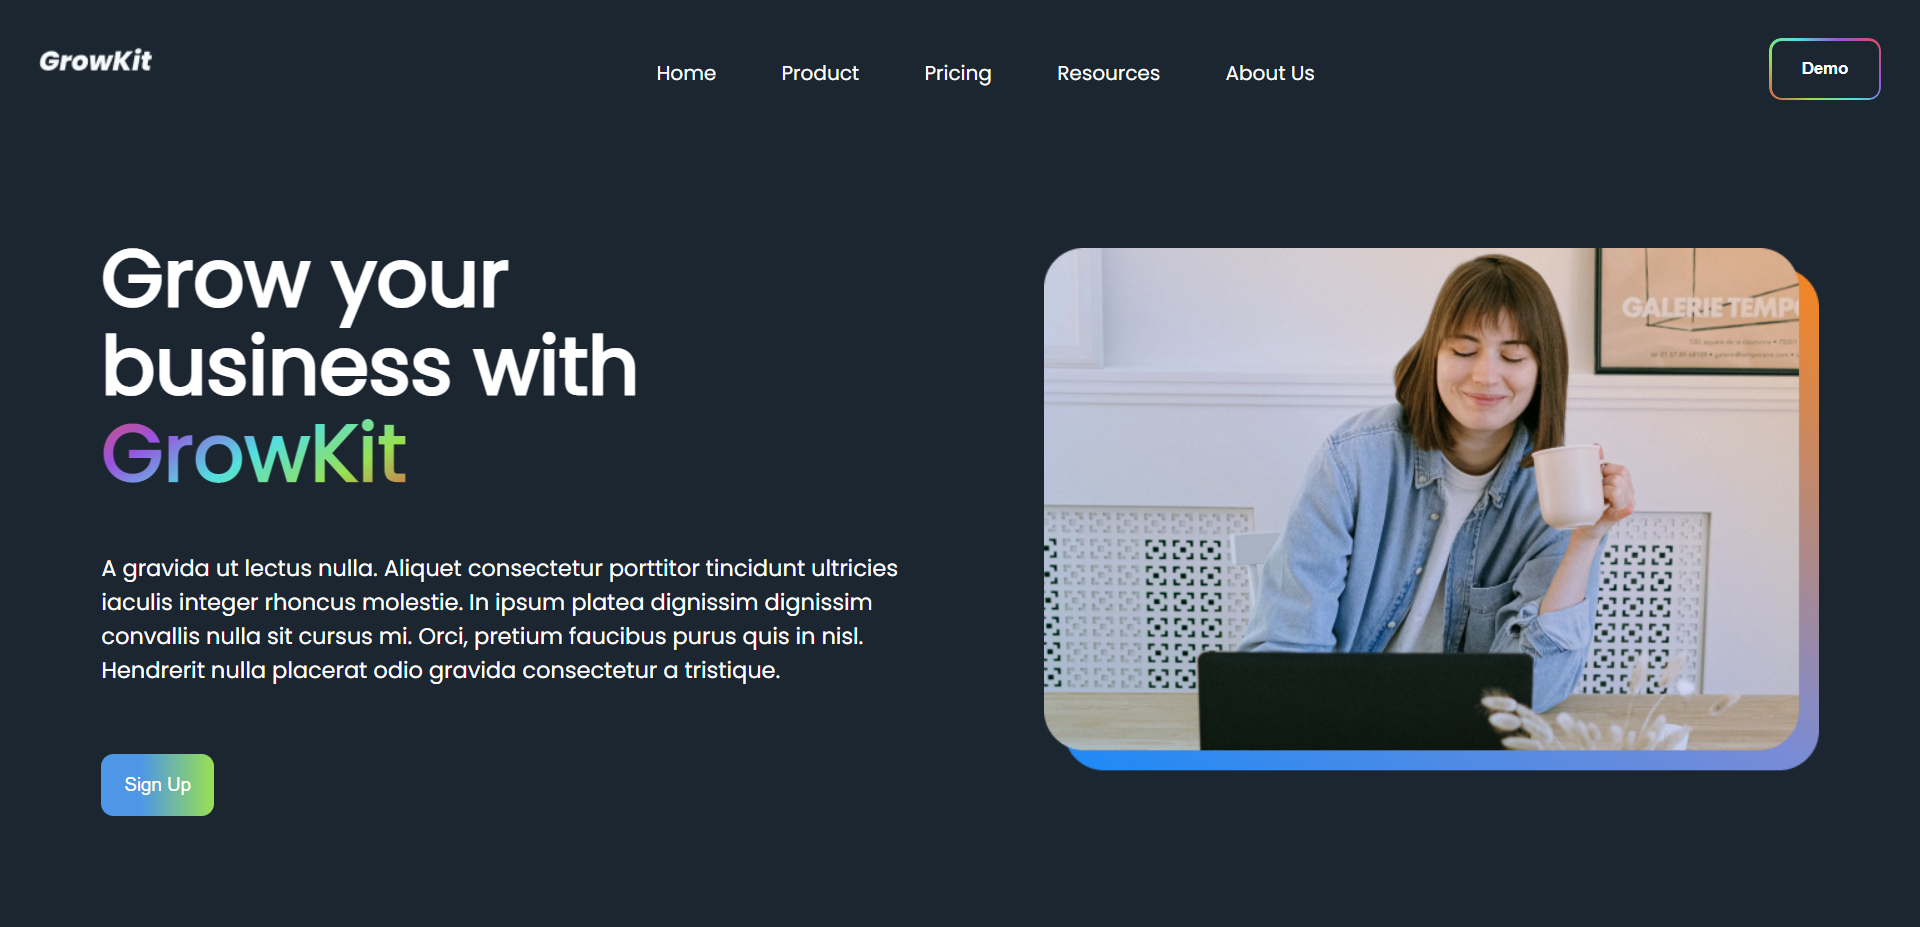 GrowKit
Home Product Pricing Resources About Us
Demo
Grow your
business with
GrowKit
A gravida ut lectus nulla. Aliquet consectetur porttitor tincidunt ultricies
iaculis integer rhoncus molestie. In ipsum platea dignissim dignissim
convallis nulla sit cursus mi. Orci, pretium faucibus purus quis in nisl.
Hendrerit nulla placerat odio gravida consectetur a tristique.
Sign Up
GALERIE TEMPO